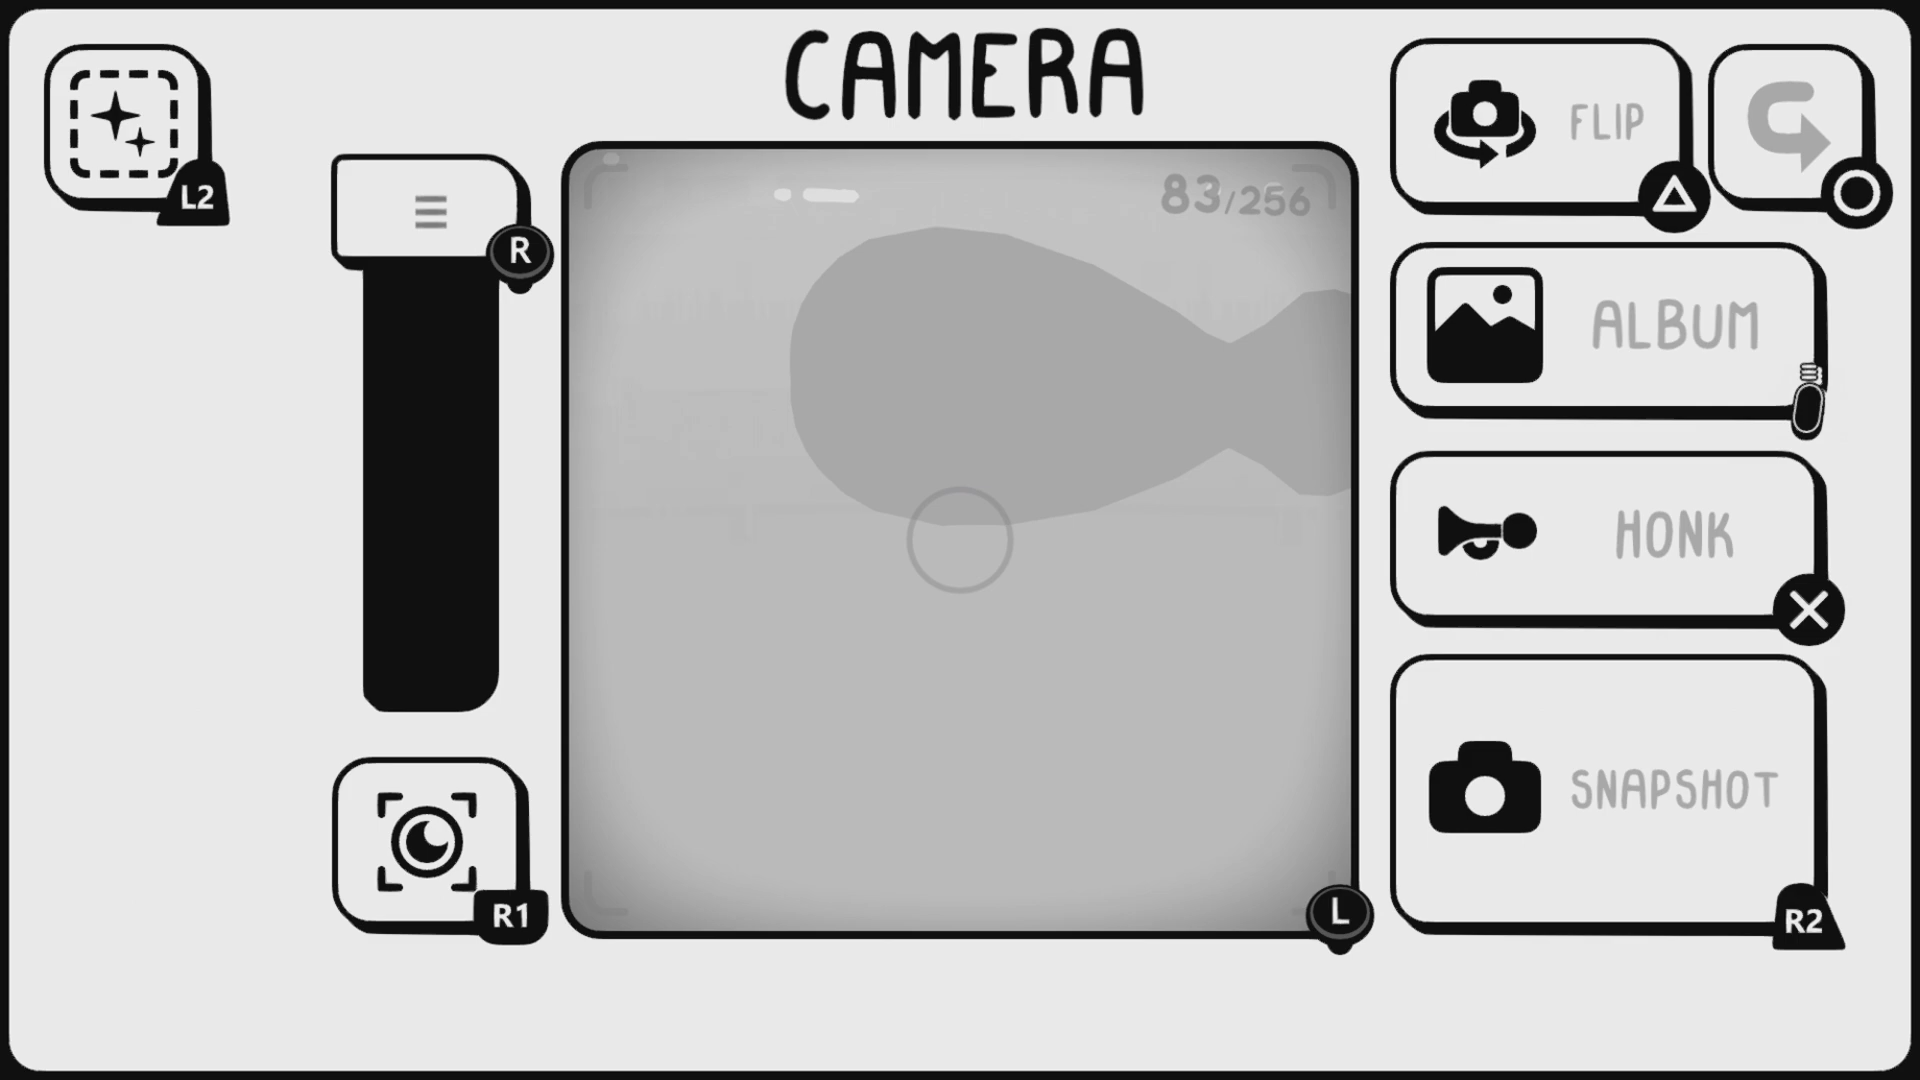 CAMERA
L2
FLIP
R
83/256
ALBUM
HONK
SNAPSHOT
R1
L
R2